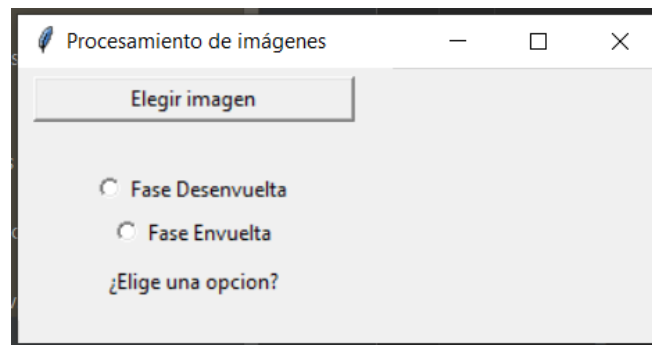 Procesamiento de imágenes
Elegir imagen
Fase Desenvuelta
Fase Envuelta
¿Elige una opcion?